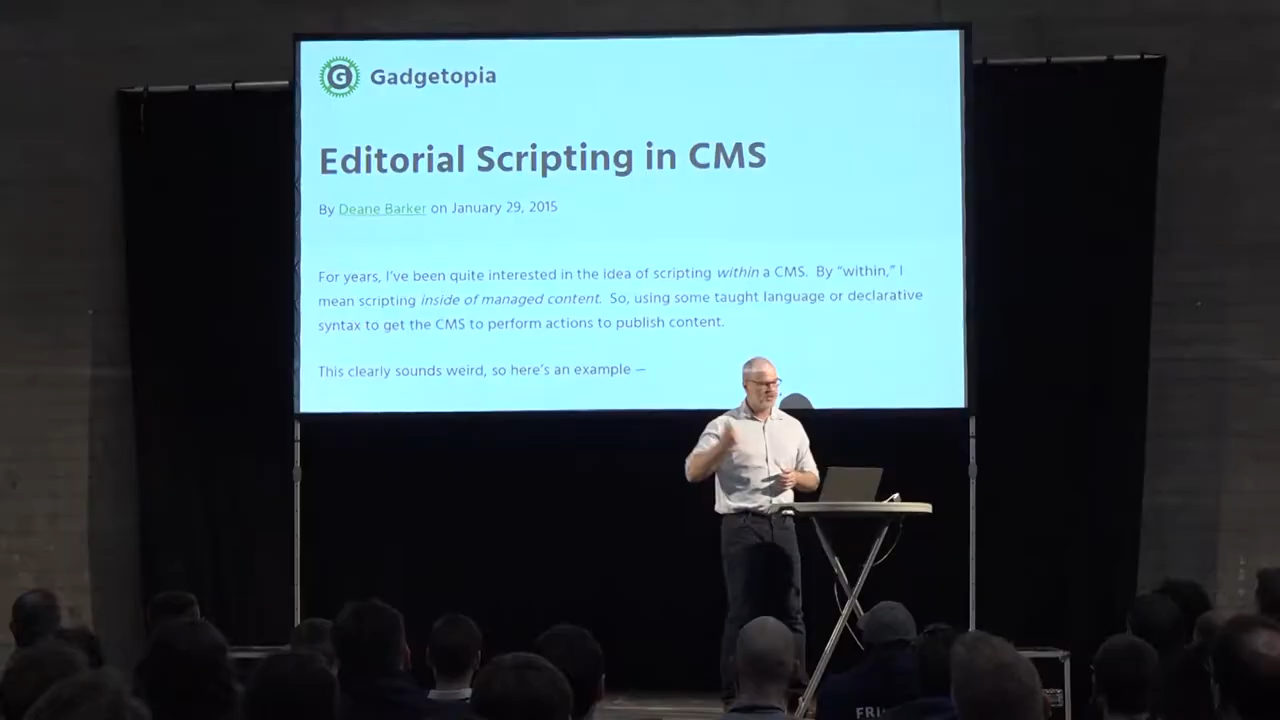 G
Gadgetopia
Editorial Scripting in CMS
By Deane Barker on January 29, 2015
For years, I've been quite interested in the idea of scripting within a CMS. By “within,” I
mean scripting inside of managed content. So, using some taught language or declarative
syntax to get the CMS to perform actions to publish content.
This clearly sounds weird, so here's an example —